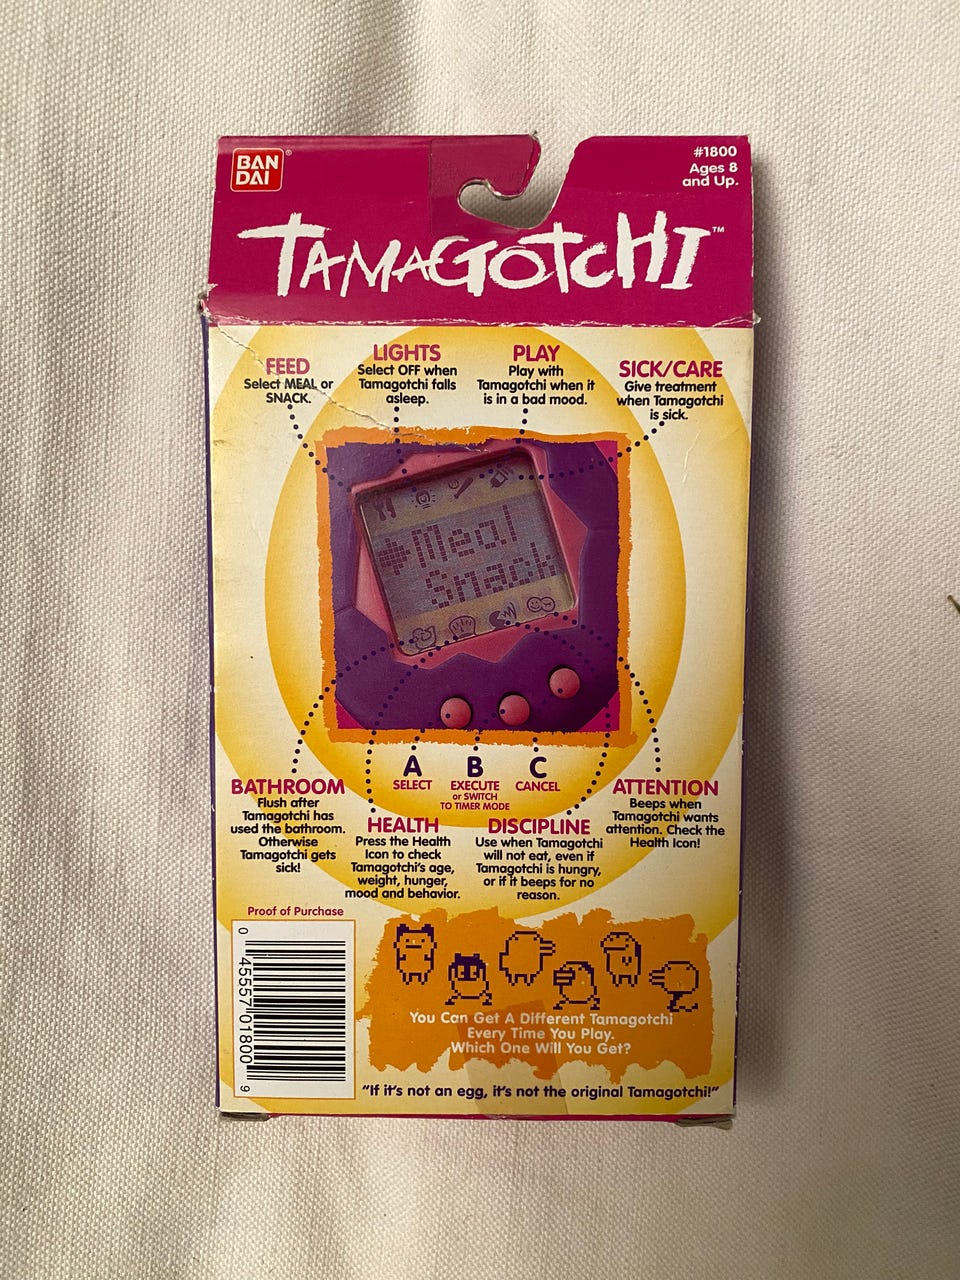 BAN
DAI
®
#1800
Ages 8
and Up.
TAMAGOTCHI™
FEED
Select MEAL or
SNACK.
LIGHTS
Select OFF when
Tamagotchi falls
asleep.
PLAY
Play with
Tamagotchi when it
is in a bad mood.
SICK/CARE
Give treatment
when Tamagotchi
is sick.
Meal
Snack
A
SELECT
B
EXECUTE
or SWITCH
TO TIMER MODE
C
CANCEL
BATHROOM
Flush after
Tamagotchi has
used the bathroom.
Otherwise
Tamagotchi gets
sick!
HEALTH
Press the Health
Icon to check
Tamagotchi's age,
weight, hunger,
mood and behavior.
DISCIPLINE
Use when Tamagotchi
will not eat, even if
Tamagotchi is hungry,
or if it beeps for no
reason.
ATTENTION
Beeps when
Tamagotchi wants
attention. Check the
Health Icon!
Proof of Purchase
0 45557 01800 9
You Can Get A Different Tamagotchi
Every Time You Play.
Which One Will You Get?
"If it's not an egg, it's not the original Tamagotchi!"